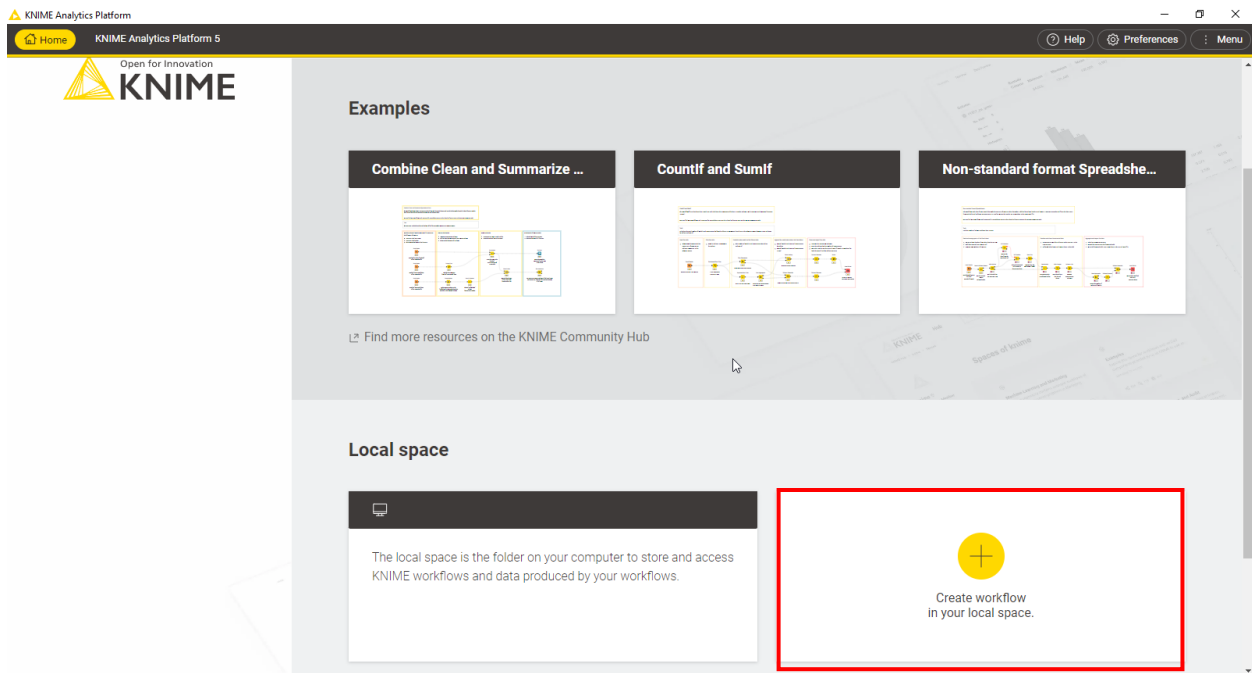 KNIME Analytics Platform
Home
KNIME Analytics Platform 5
Help
Preferences
Menu
Open for Innovation
KNIME
Examples
Combine Clean and Summarize ...
CountIf and SumIf
Non-standard format Spreadshe...
Find more resources on the KNIME Community Hub
Local space
The local space is the folder on your computer to store and access
KNIME workflows and data produced by your workflows.
Create workflow
in your local space.